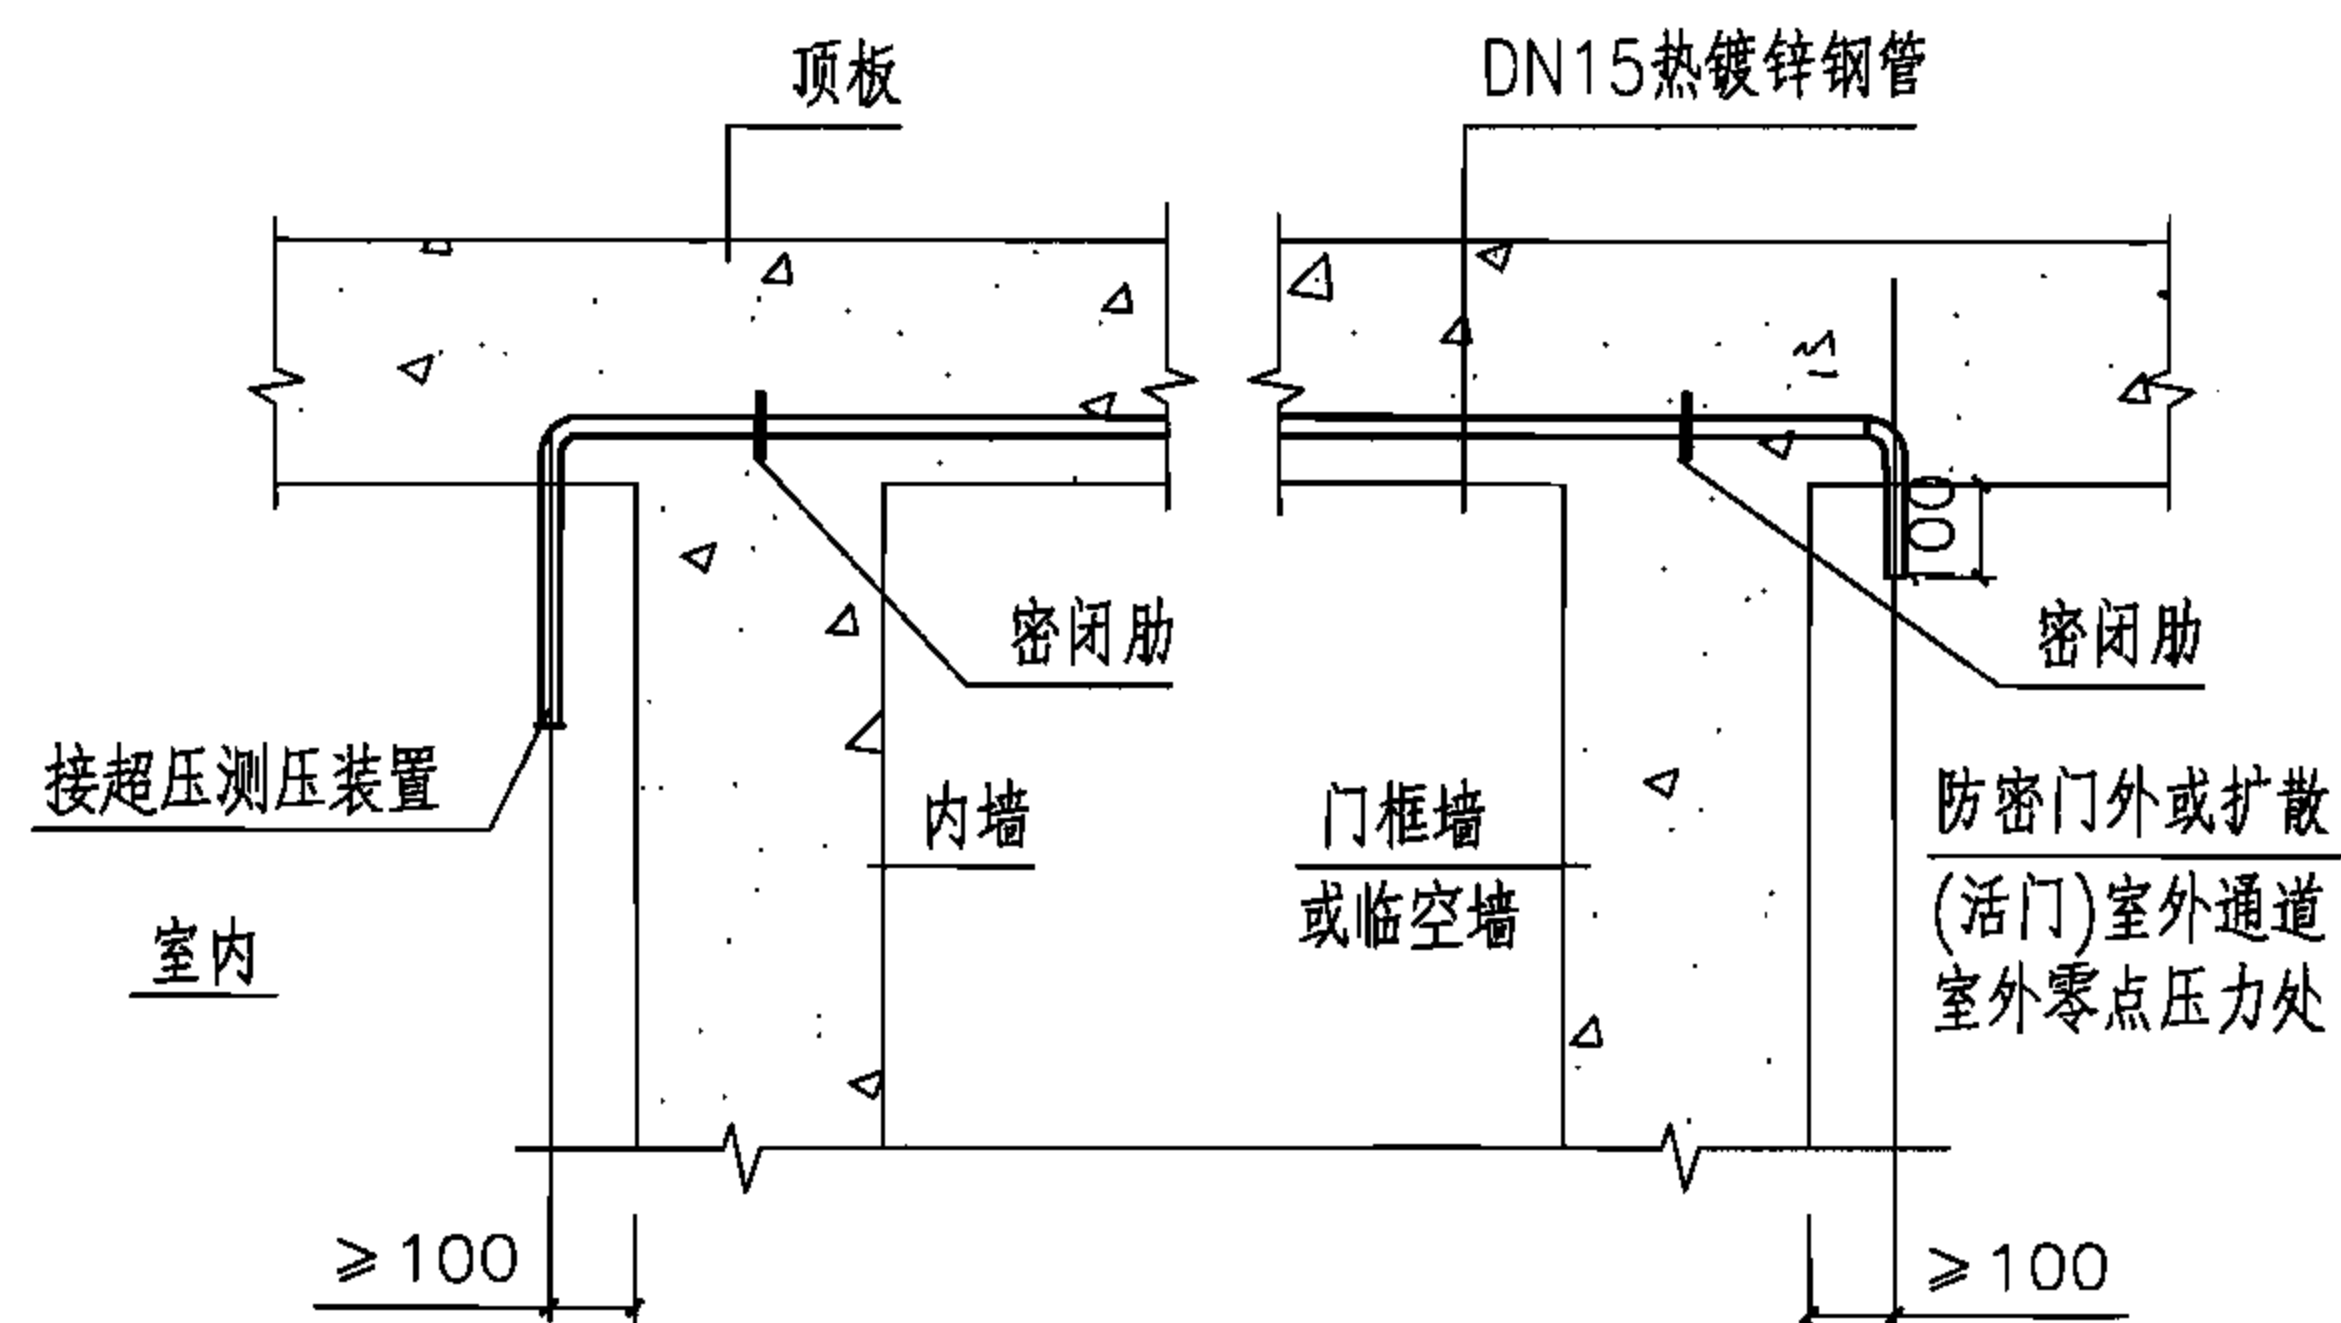 顶板
DN15热镀锌钢管
密闭肋
密闭肋
接超压测压装置
内墙
门框墙
或临空墙
防密门外或扩散
(活门)室外通道
室外零点压力处
室内
100
≥100
≥100